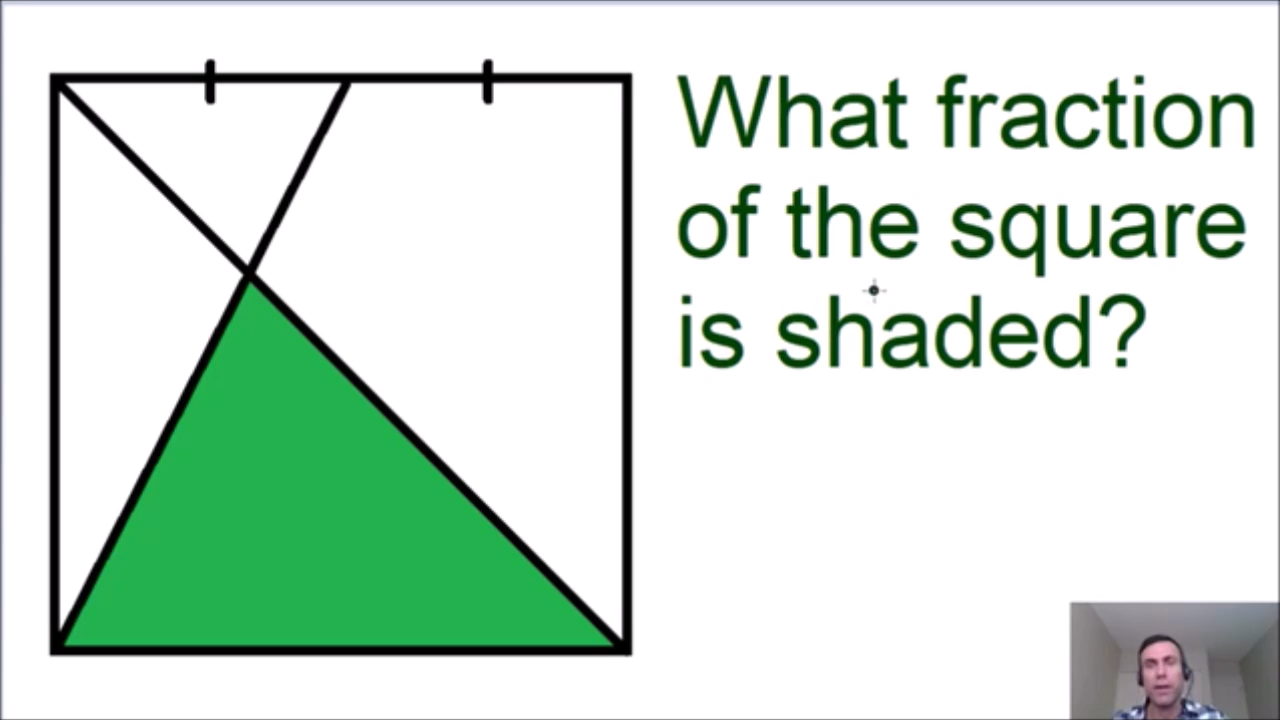 What fraction
of the square
is shaded?